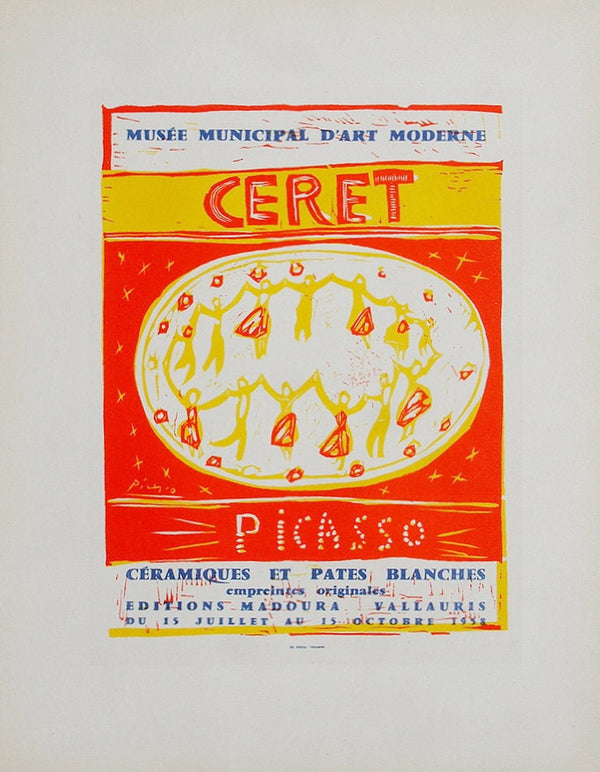 MUSÉE MUNICIPAL D'ART MODERNE
CERET
Picasso
PiCASSO
CÉRAMIQUES ET PATES BLANCHES
empreintes originales
EDITIONS MADOURA VALLAURIS
DU 15 JUILLET AU 15 OCTOBRE 1958